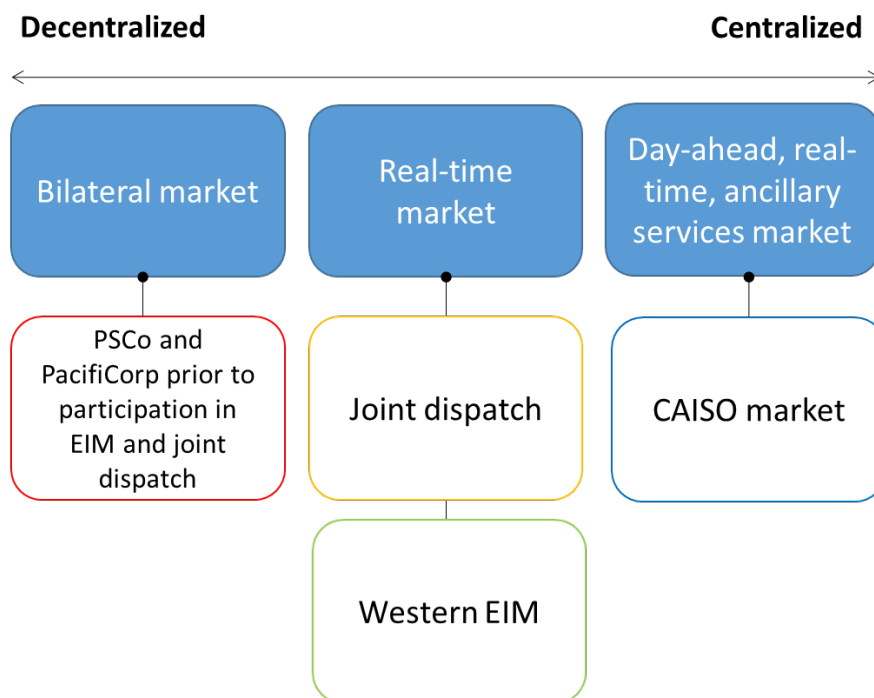 Decentralized
Centralized
Bilateral market
Real-time
market
Day-ahead, real-
time, ancillary
services market
PSCo and
PacifiCorp prior to
participation in
EIM and joint
dispatch
Joint dispatch
CAISO market
Western EIM